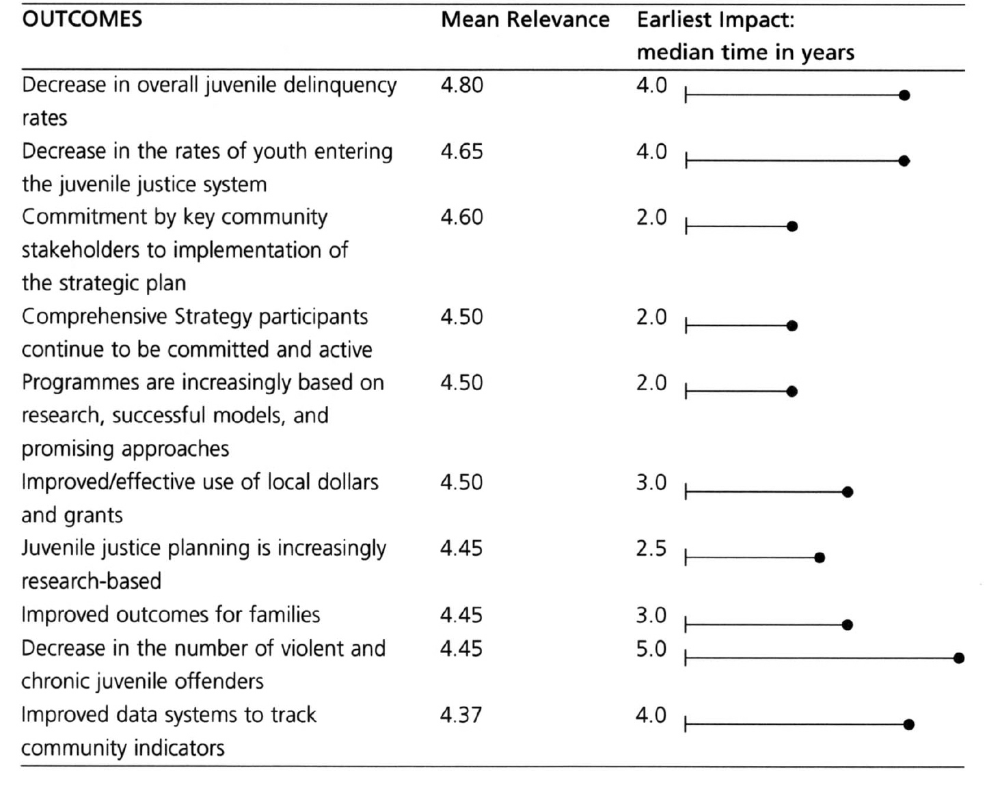 OUTCOMES Mean Relevance Earliest Impact:
median time in years
Decrease in overall juvenile delinquency 4.80 4.0
rates
Decrease in the rates of youth entering 4.65 4.0
the juvenile justice system
Commitment by key community 4.60 2.0
stakeholders to implementation of
the strategic plan
Comprehensive Strategy participants 4.50 2.0
continue to be committed and active
Programmes are increasingly based on 4.50 2.0
research, successful models, and
promising approaches
Improved/effective use of local dollars 4.50 3.0
and grants
Juvenile justice planning is increasingly 4.45 2.5
research-based
Improved outcomes for families 4.45 3.0
Decrease in the number of violent and 4.45 5.0
chronic juvenile offenders
Improved data systems to track 4.37 4.0
community indicators